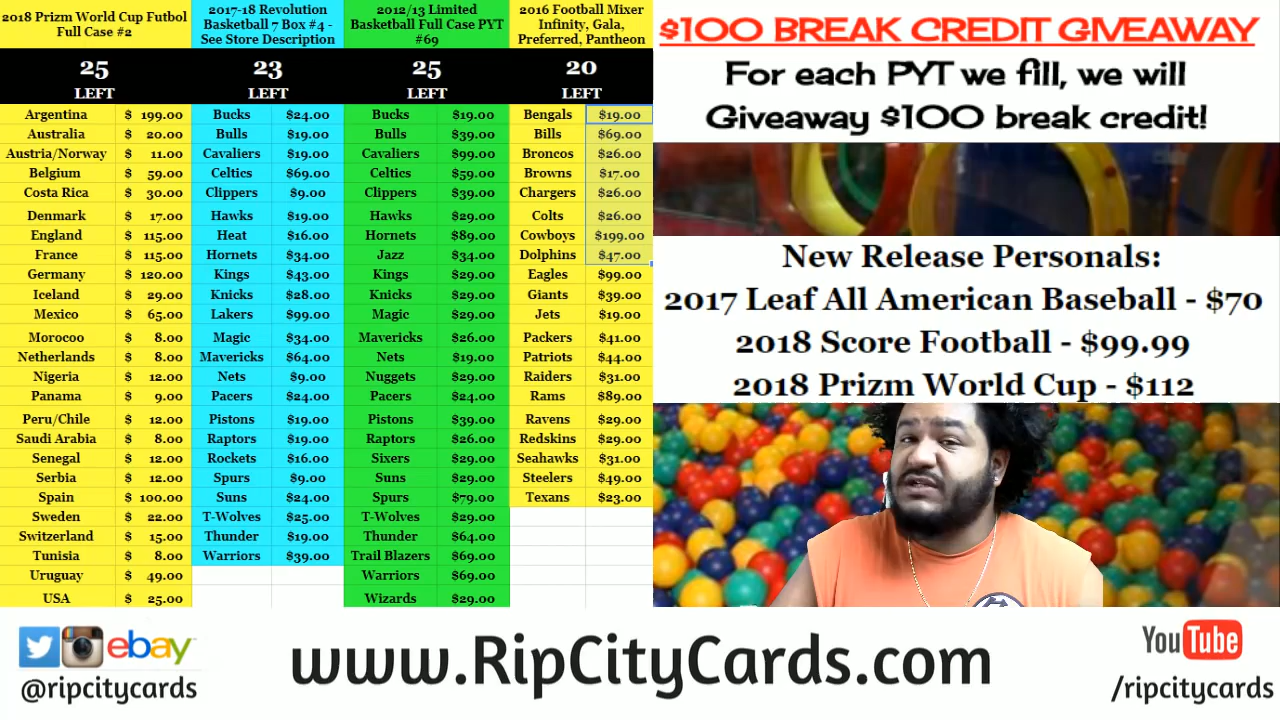 2018 Prizm World Cup Futbol
Full Case #2
25
LEFT
Argentina $ 199.00
Australia $ 20.00
Austria/Norway $ 11.00
Belgium $ 59.00
Costa Rica $ 30.00
Denmark $ 17.00
England $ 115.00
France $ 115.00
Germany $ 120.00
Iceland $ 29.00
Mexico $ 65.00
Morocoo $ 8.00
Netherlands $ 8.00
Nigeria $ 12.00
Panama $ 9.00
Peru/Chile $ 12.00
Saudi Arabia $ 8.00
Senegal $ 12.00
Serbia $ 12.00
Spain $ 100.00
Sweden $ 22.00
Switzerland $ 15.00
Tunisia $ 8.00
Uruguay $ 49.00
USA $ 25.00
2017-18 Revolution
Basketball 7 Box #4 -
See Store Description
23
LEFT
Bucks $24.00
Bulls $19.00
Cavaliers $19.00
Celtics $69.00
Clippers $9.00
Hawks $19.00
Heat $16.00
Hornets $34.00
Kings $43.00
Knicks $28.00
Lakers $99.00
Magic $34.00
Mavericks $64.00
Nets $9.00
Pacers $24.00
Pistons $19.00
Raptors $19.00
Rockets $16.00
Spurs $9.00
Suns $24.00
T-Wolves $25.00
Thunder $19.00
Warriors $39.00
2012/13 Limited
Basketball Full Case PYT
#69
25
LEFT
Bucks $19.00
Bulls $39.00
Cavaliers $99.00
Celtics $59.00
Clippers $39.00
Hawks $29.00
Hornets $89.00
Jazz $34.00
Kings $29.00
Knicks $29.00
Magic $29.00
Mavericks $26.00
Nets $19.00
Nuggets $29.00
Pacers $24.00
Pistons $39.00
Raptors $26.00
Sixers $29.00
Suns $29.00
Spurs $79.00
T-Wolves $29.00
Thunder $64.00
Trail Blazers $69.00
Warriors $69.00
Wizards $29.00
2016 Football Mixer
Infinity, Gala,
Preferred, Pantheon
20
LEFT
Bengals $19.00
Bills $69.00
Broncos $26.00
Browns $17.00
Chargers $26.00
Colts $26.00
Cowboys $199.00
Dolphins $47.00
Eagles $99.00
Giants $39.00
Jets $19.00
Packers $41.00
Patriots $44.00
Raiders $31.00
Rams $89.00
Ravens $29.00
Redskins $29.00
Seahawks $31.00
Steelers $49.00
Texans $23.00
$100 BREAK CREDIT GIVEAWAY
For each PYT we fill, we will
Giveaway $100 break credit!
New Release Personals:
2017 Leaf All American Baseball - $70
2018 Score Football - $99.99
2018 Prizm World Cup - $112
ebay
@ripcitycards
www.RipCityCards.com
YouTube
/ripcitycards